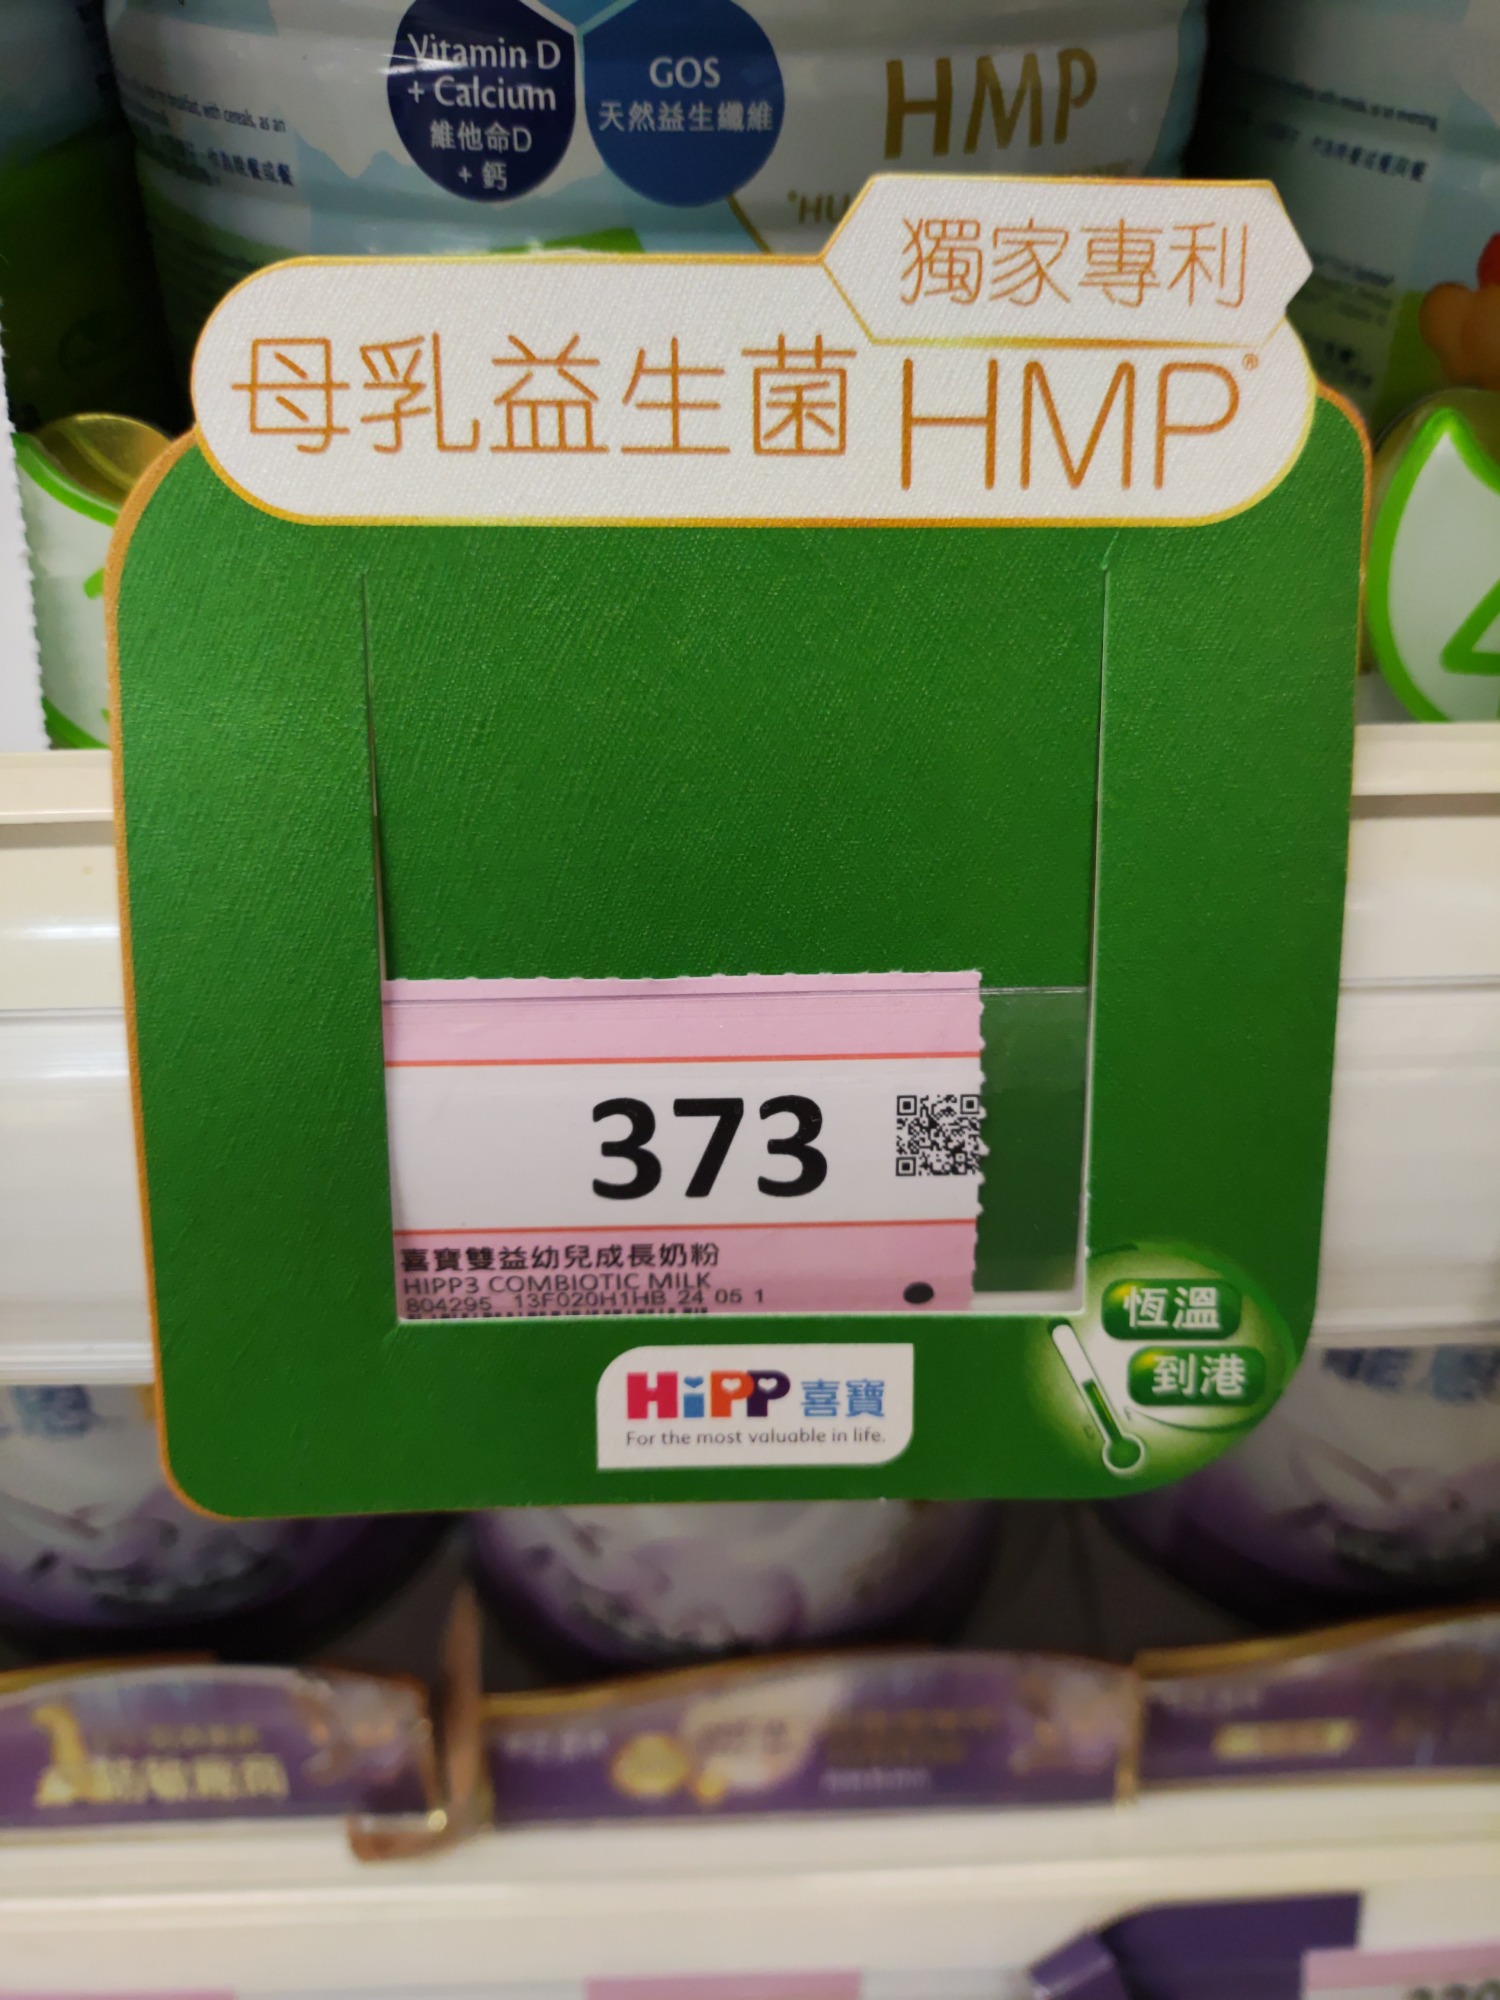 Vitamin D
+ Calcium
維他命D
+ 鈣
GOS
天然益生纖維
HMP
獨家專利
母乳益生菌 HMP®
373
喜寶雙益幼兒成長奶粉
HIPP3 COMBIOTIC MILK
804295 13F020H1HB 24 05 1
HiPP 喜寶
For the most valuable in life.
恆溫
到港